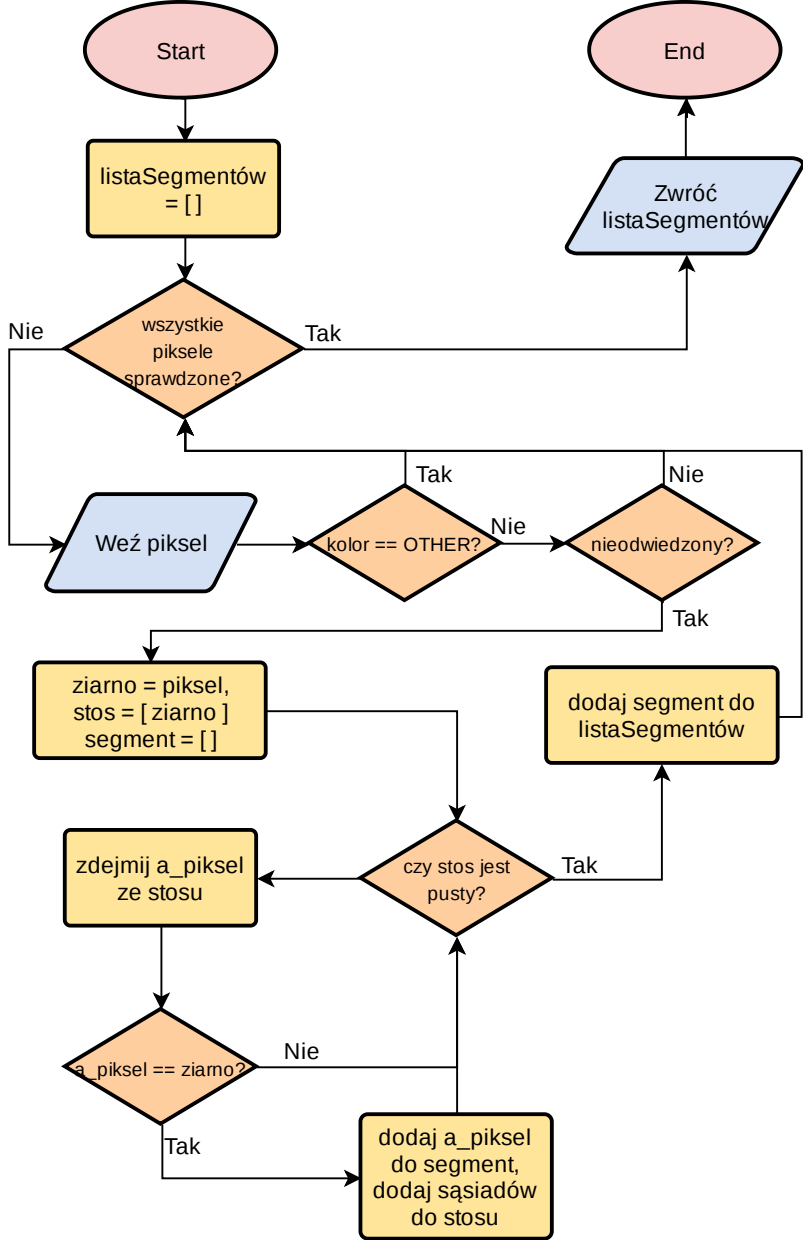 Start
End
listaSegmentów
= [ ]
Zwróć
listaSegmentów
Nie
wszystkie
piksele
sprawdzone?
Tak
Tak
Nie
Weź piksel
kolor == OTHER?
Nie
nieodwiedzony?
Tak
ziarno = piksel,
stos = [ ziarno ]
segment = [ ]
dodaj segment do
listaSegmentów
zdejmij a_piksel
ze stosu
czy stos jest
pusty?
Tak
a_piksel == ziarno?
Nie
Tak
dodaj a_piksel
do segment,
dodaj sąsiadów
do stosu